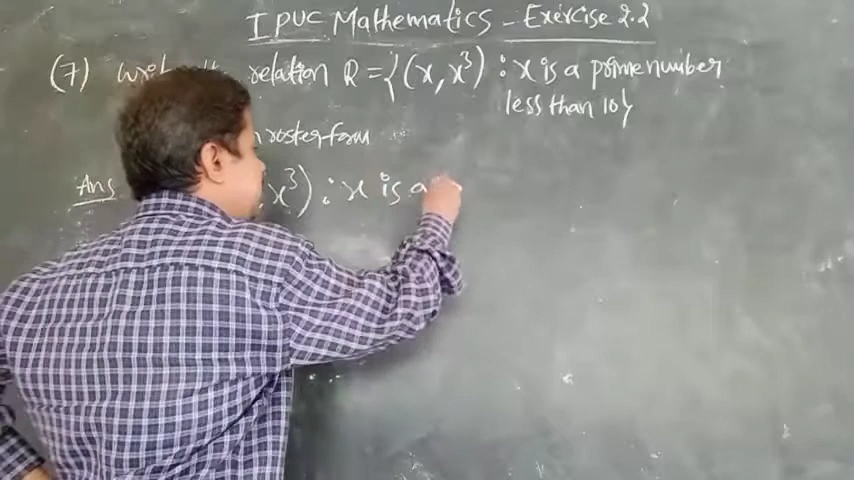 I PUC Mathematics - Exercise 2.2
(7) the relation R = {(x, x³) : x is a prime number
less than 10}
in roster form
Ans x³) : x is a